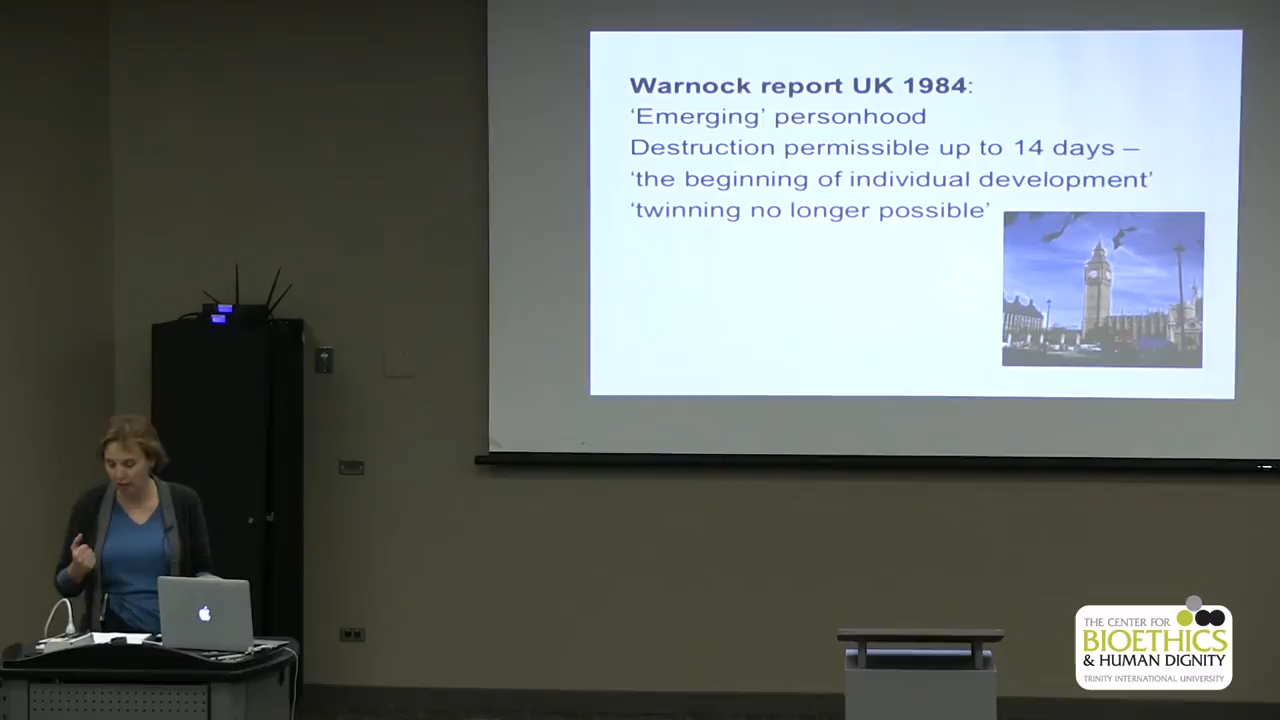 Warnock report UK 1984:
‘Emerging’ personhood
Destruction permissible up to 14 days –
‘the beginning of individual development’
‘twinning no longer possible’
THE CENTER FOR
BIOETHICS
& HUMAN DIGNITY
TRINITY INTERNATIONAL UNIVERSITY